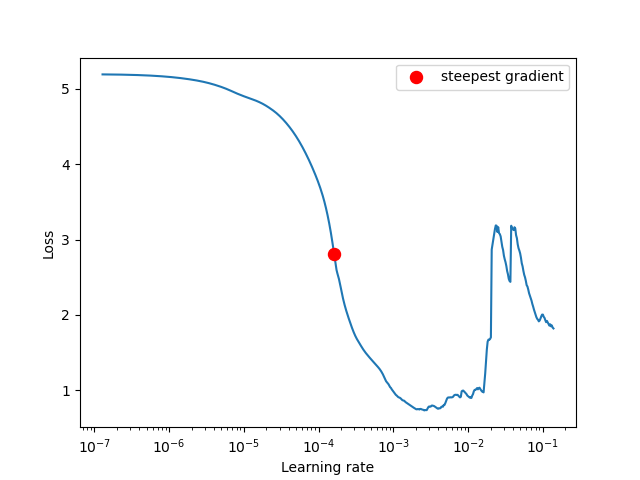 steepest gradient
5
4
3
2
1
Loss
10⁻⁷ 10⁻⁶ 10⁻⁵ 10⁻⁴ 10⁻³ 10⁻² 10⁻¹
Learning rate